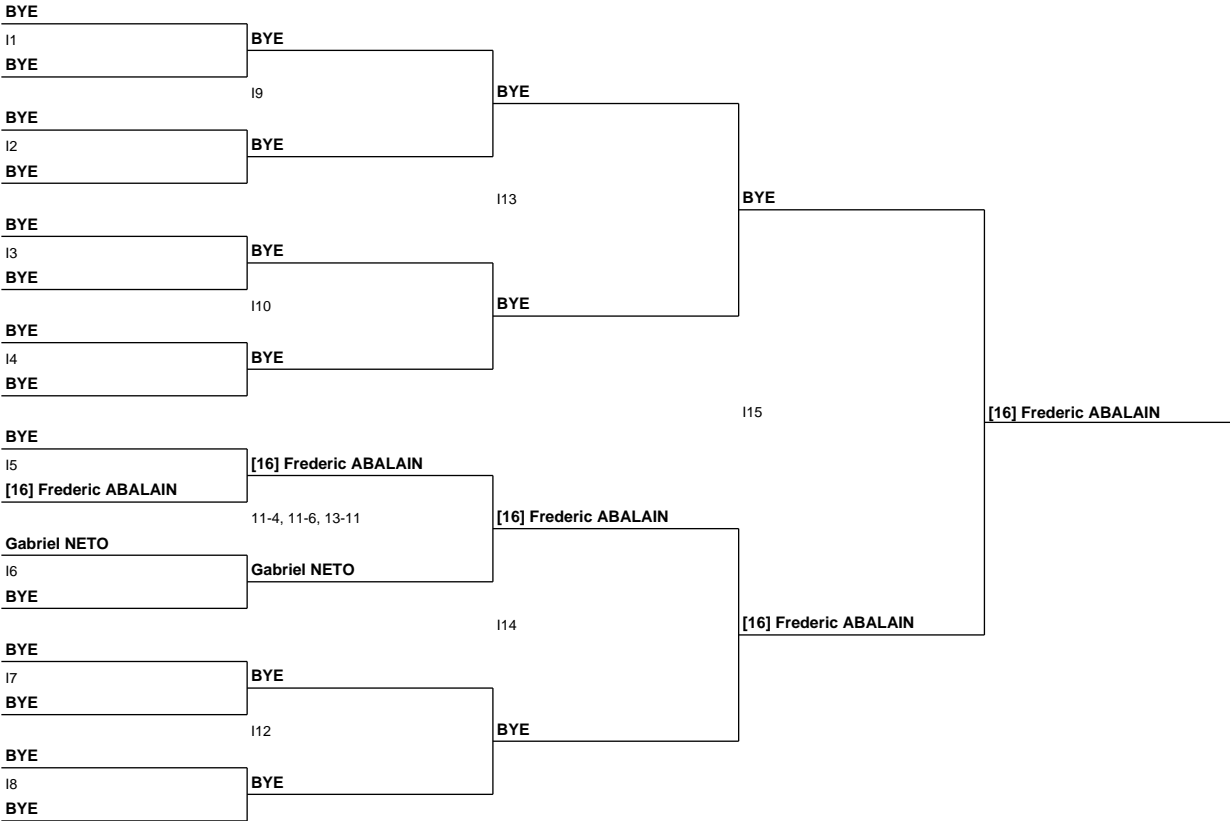 BYE
I1
BYE
BYE
I9
BYE
BYE
I2
BYE
BYE
I13
BYE
BYE
I3
BYE
BYE
I10
BYE
BYE
I4
BYE
BYE
I15
[16] Frederic ABALAIN
BYE
I5
[16] Frederic ABALAIN
[16] Frederic ABALAIN
11-4, 11-6, 13-11
[16] Frederic ABALAIN
Gabriel NETO
I6
Gabriel NETO
BYE
I14
[16] Frederic ABALAIN
BYE
I7
BYE
BYE
I12
BYE
BYE
I8
BYE
BYE